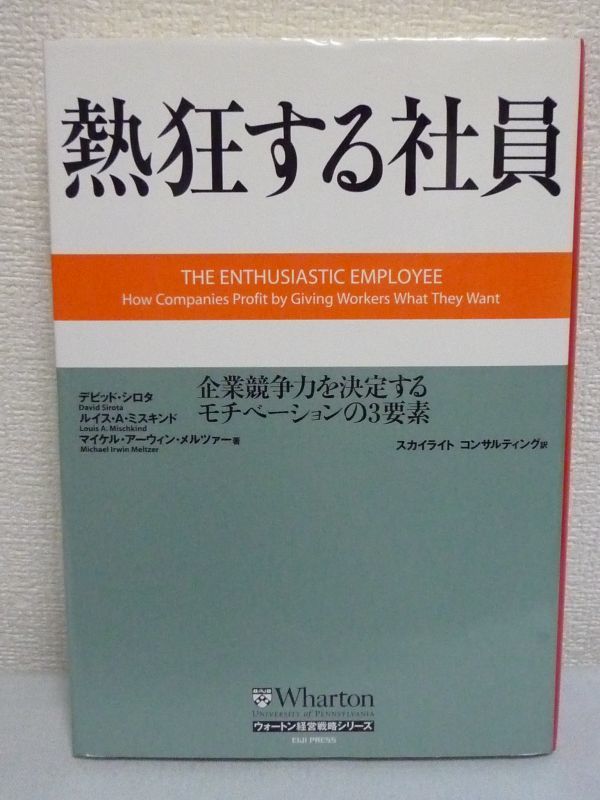 熱狂する社員
THE ENTHUSIASTIC EMPLOYEE
How Companies Profit by Giving Workers What They Want
企業競争力を決定する
モチベーションの3要素
デビッド・シロタ
David Sirota
ルイス・A・ミスキンド
Louis A. Mischkind
マイケル・アーウィン・メルツァー著
Michael Irwin Meltzer
スカイライト コンサルティング訳
Wharton
UNIVERSITY of PENNSYLVANIA
ウォートン経営戦略シリーズ
EIJI PRESS